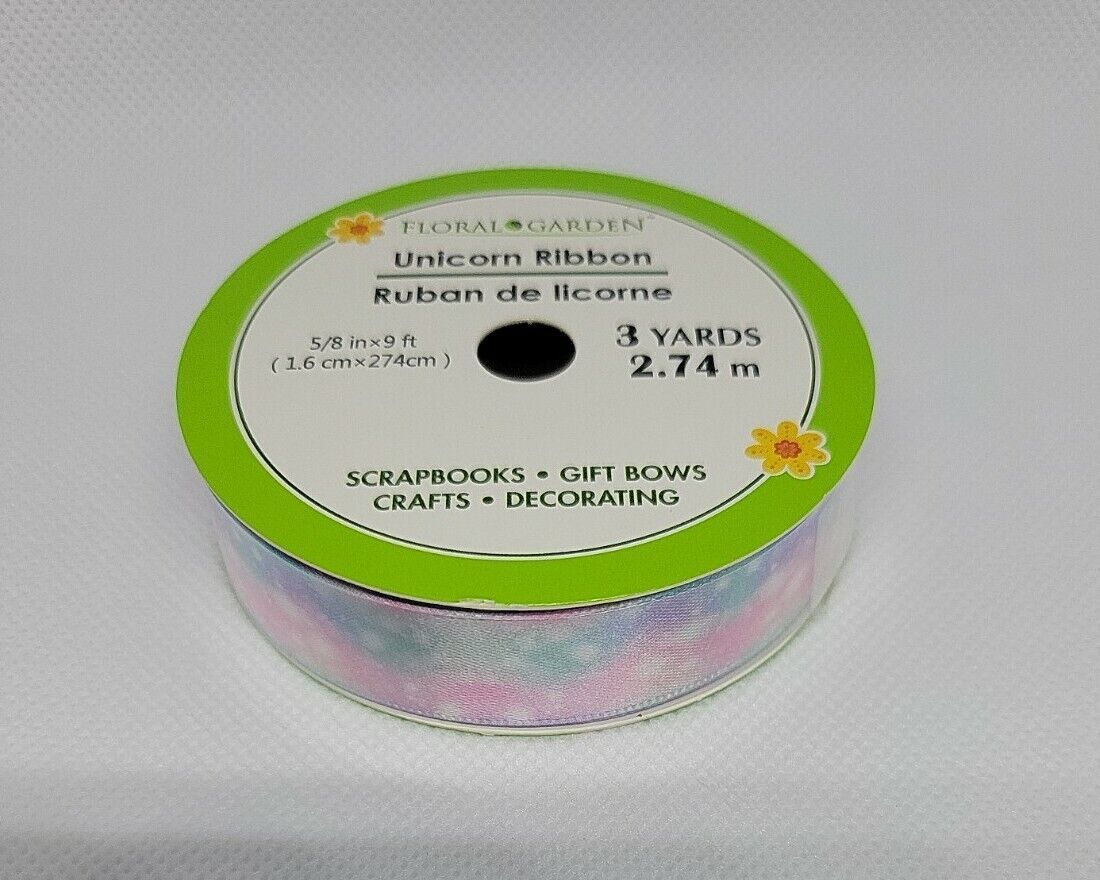 FLORAL GARDEN™
Unicorn Ribbon
Ruban de licorne
5/8 in×9 ft
( 1.6 cm×274cm )
3 YARDS
2.74 m
SCRAPBOOKS • GIFT BOWS
CRAFTS • DECORATING